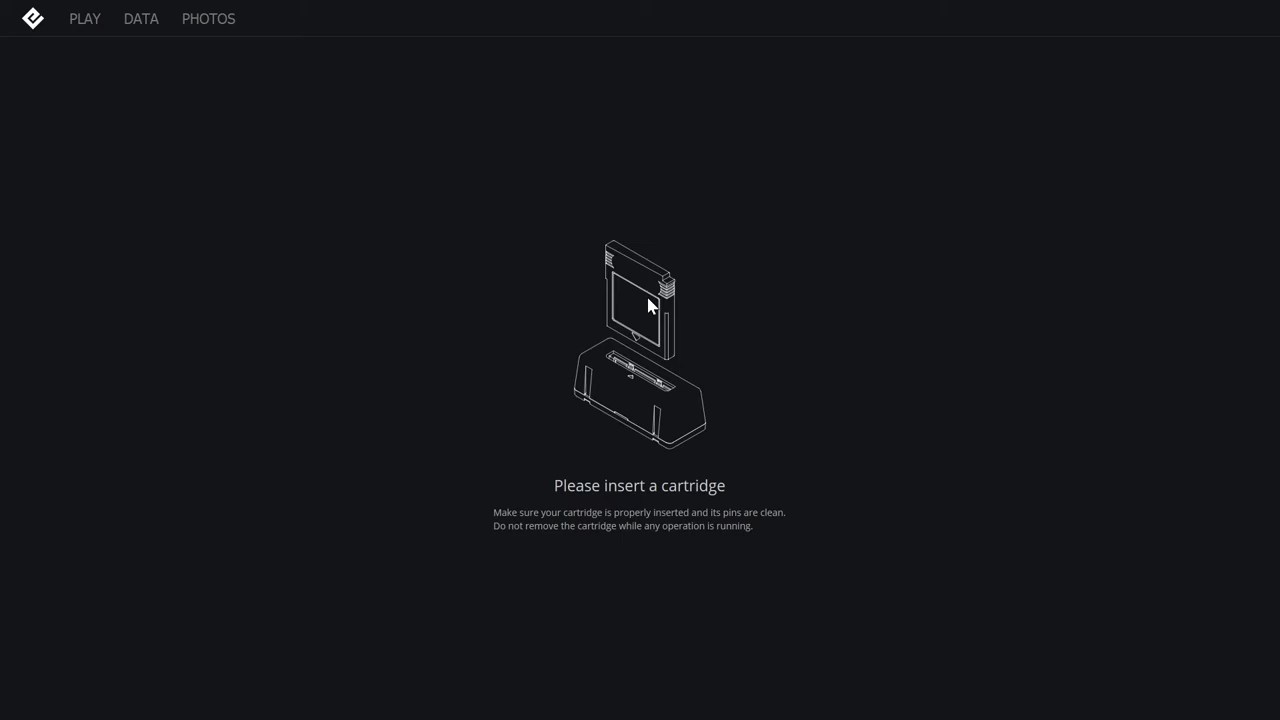 PLAY DATA PHOTOS
Please insert a cartridge
Make sure your cartridge is properly inserted and its pins are clean.
Do not remove the cartridge while any operation is running.